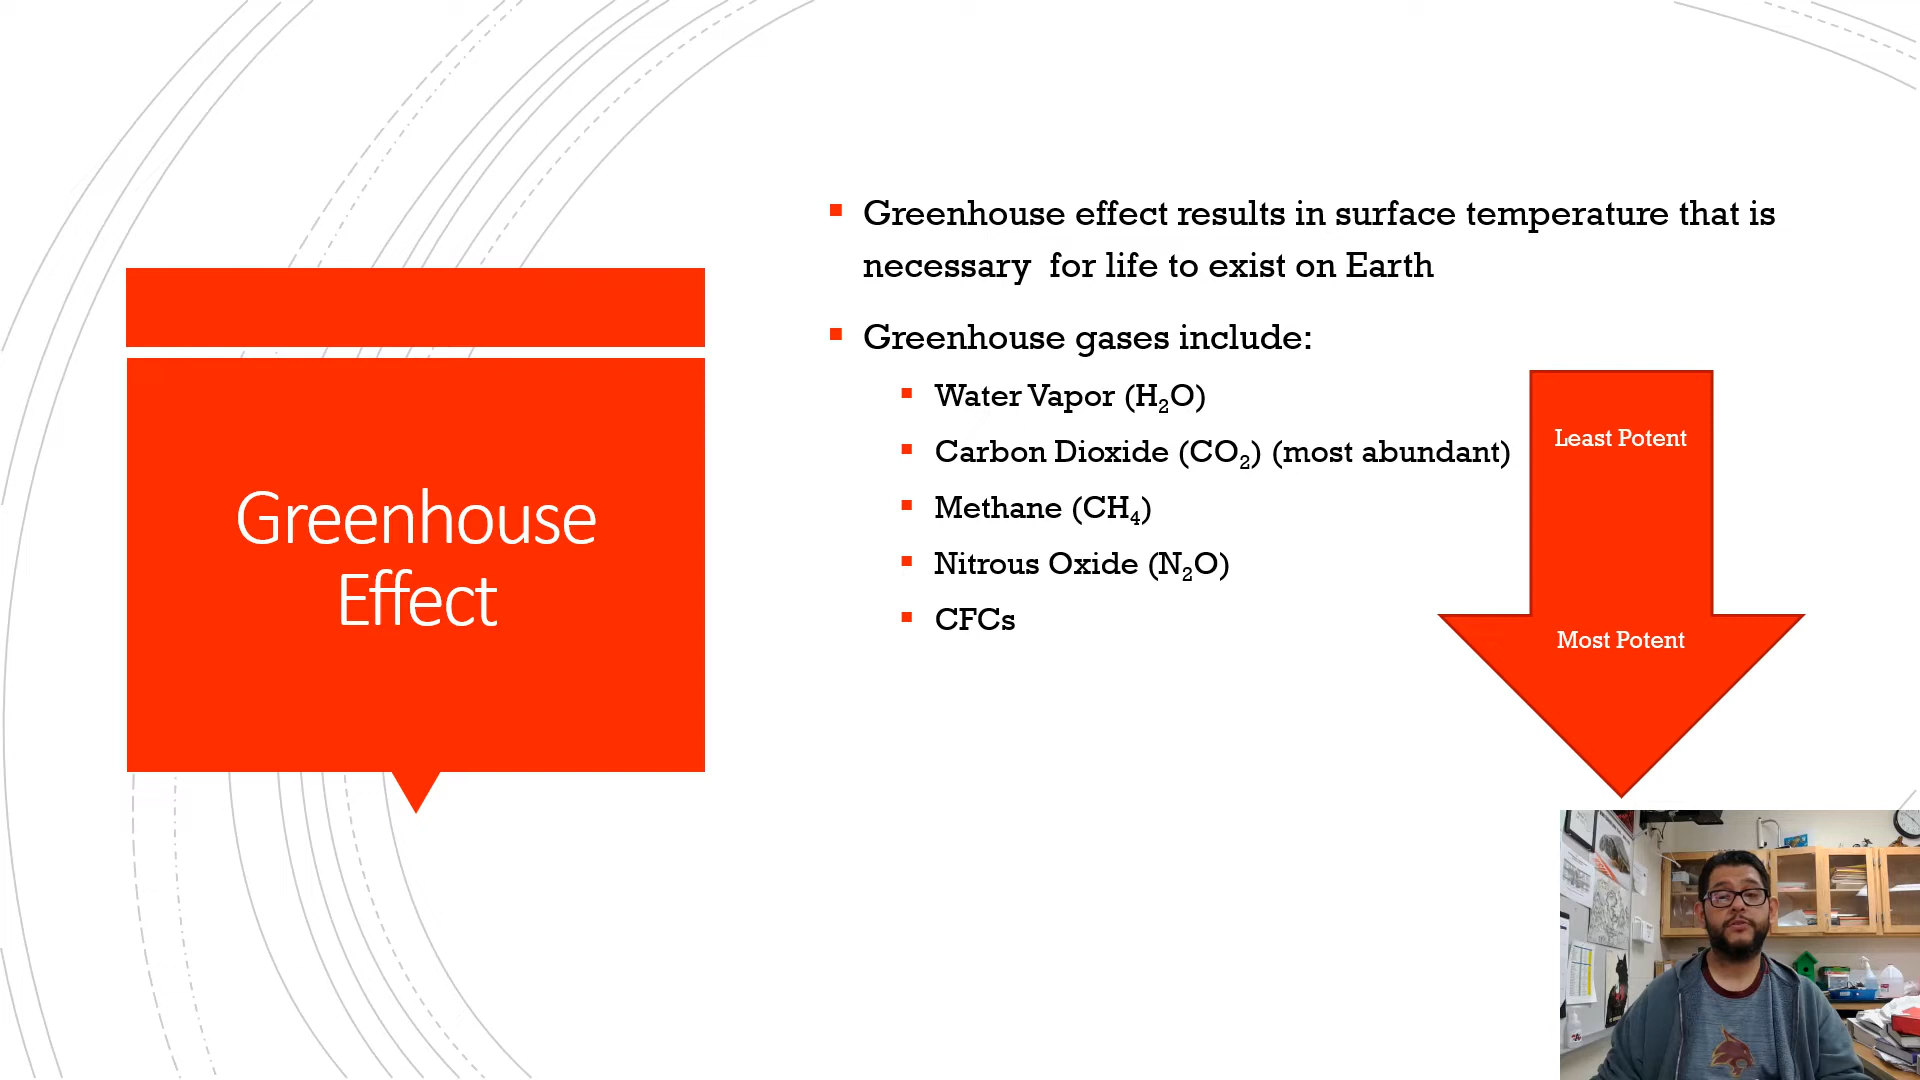 Greenhouse
Effect
Greenhouse effect results in surface temperature that is
necessary for life to exist on Earth
Greenhouse gases include:
Water Vapor (H₂O)
Carbon Dioxide (CO₂) (most abundant)
Methane (CH₄)
Nitrous Oxide (N₂O)
CFCs
Least Potent
Most Potent